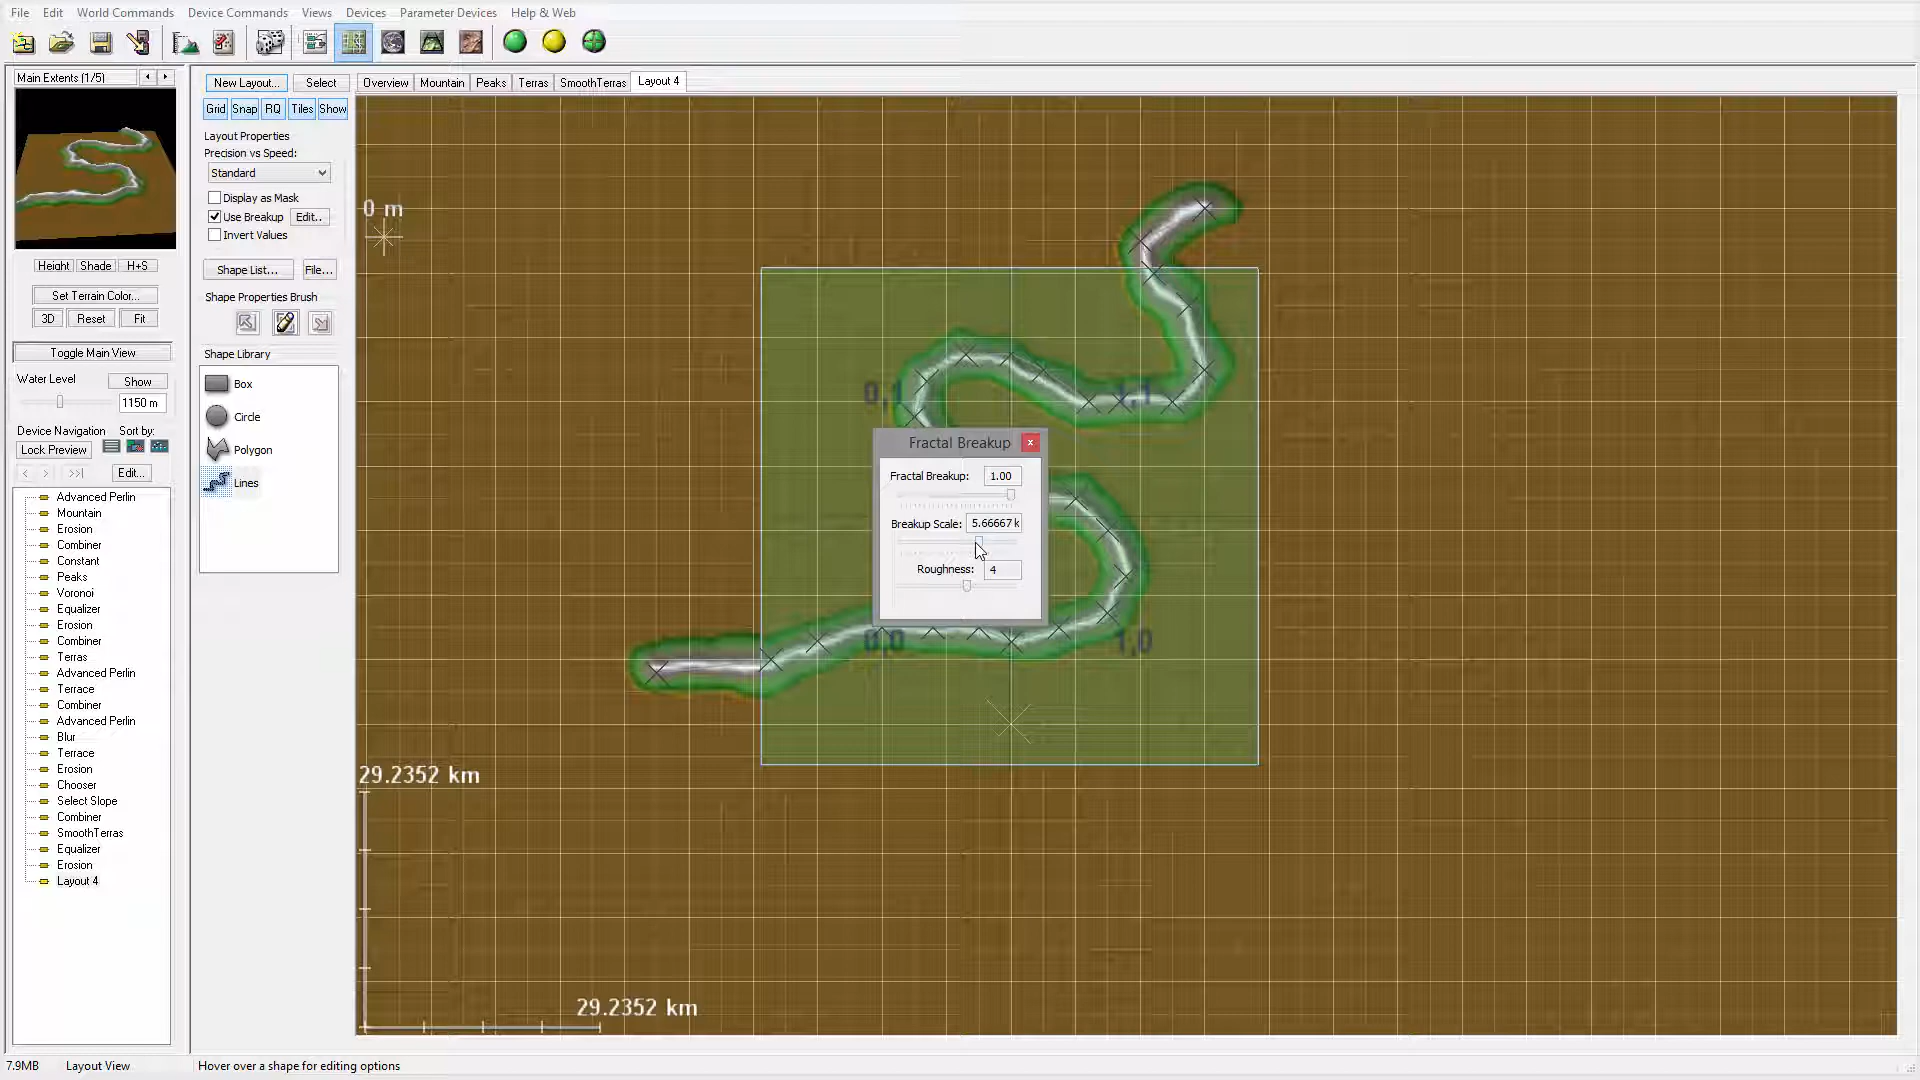 File Edit World Commands Device Commands Views Devices Parameter Devices Help & Web
Main Extents (1/5)
New Layout... Select
Overview Mountain Peaks Terras SmoothTerras Layout 4
Grid Snap RQ Tiles Show
Layout Properties
Precision vs Speed:
Standard
Display as Mask
Use Breakup Edit..
Invert Values
Shape List... File...
Shape Properties Brush
Shape Library
Box
Circle
Polygon
Lines
Height Shade H+S
Set Terrain Color...
3D Reset Fit
Toggle Main View
Water Level Show
1150 m
Device Navigation Sort by:
Lock Preview
< > >>| Edit...
Advanced Perlin
Mountain
Erosion
Combiner
Constant
Peaks
Voronoi
Equalizer
Erosion
Combiner
Terras
Advanced Perlin
Terrace
Combiner
Advanced Perlin
Blur
Terrace
Erosion
Chooser
Select Slope
Combiner
SmoothTerras
Equalizer
Erosion
Layout 4
0 m
0,1 1,1
Fractal Breakup x
Fractal Breakup: 1.00
Breakup Scale: 5.66667 k
Roughness: 4
0,0 1,0
29.2352 km
29.2352 km
7.9MB Layout View Hover over a shape for editing options